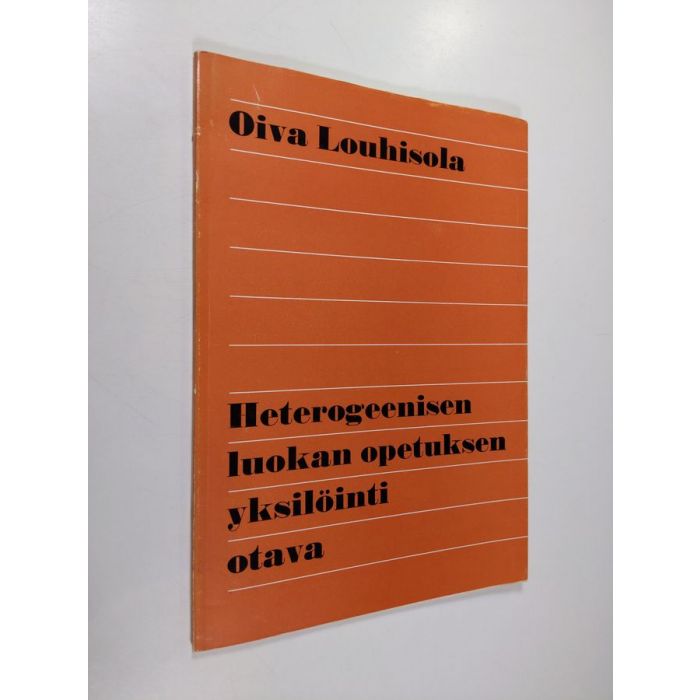 Oiva Louhisola
Heterogeenisen
luokan opetuksen
yksilöinti
otava